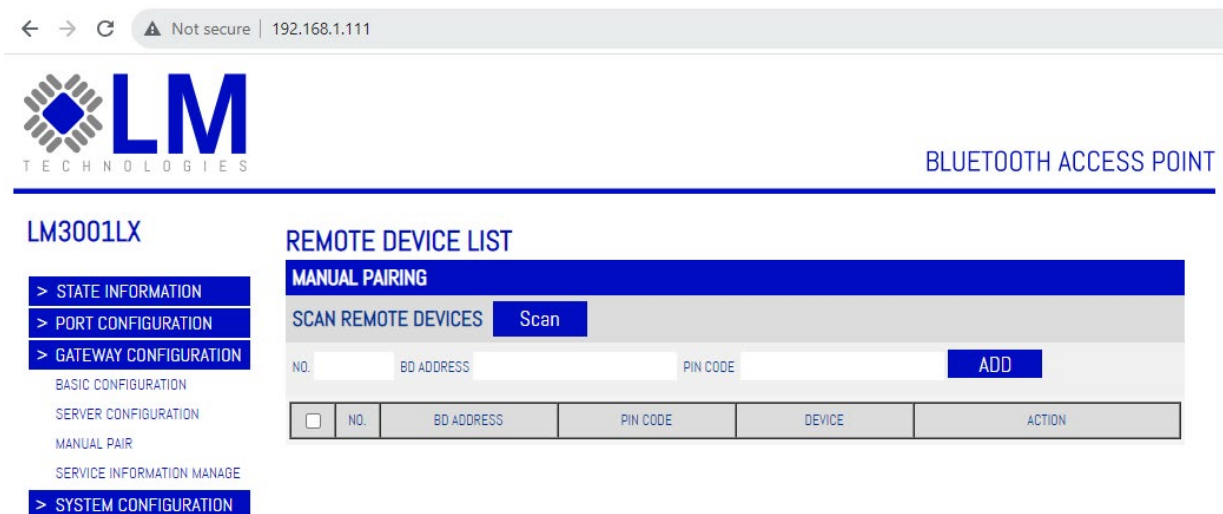 Not secure | 192.168.1.111
LM
TECHNOLOGIES
BLUETOOTH ACCESS POINT
LM3001LX
> STATE INFORMATION
> PORT CONFIGURATION
> GATEWAY CONFIGURATION
BASIC CONFIGURATION
SERVER CONFIGURATION
MANUAL PAIR
SERVICE INFORMATION MANAGE
> SYSTEM CONFIGURATION
REMOTE DEVICE LIST
MANUAL PAIRING
SCAN REMOTE DEVICES Scan
NO. BD ADDRESS PIN CODE ADD
NO. BD ADDRESS PIN CODE DEVICE ACTION